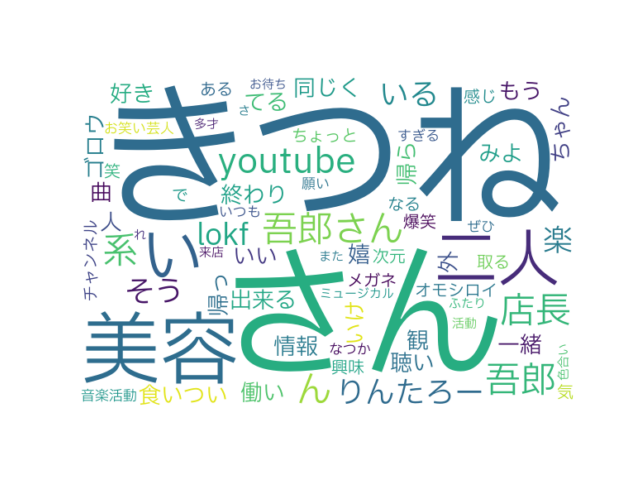 きつね
さん
美容
二人
い
youtube
吾郎さん
lokf
いる
店長
吾郎
りんたろー
系
そう
ん
楽
好き
ある
お待ち
てる
さ
同じく
感じ
もう
ちゃん
お笑い芸人
多才
ちょっと
すぎる
みよ
ゴロウ
笑
曲
で
終わり
帰ら
願い
いつも
なる
爆笑
ぜひ
人
れ
来店
いい
また
嬉
次元
外
取る
チャンネル
帰っ
出来る
メガネ
ミュージカル
オモシロイ
ふたり
いけ
情報
なつか
観
活動
一緒
興味
聴い
色合い
音楽活動
食いつい
働い
気